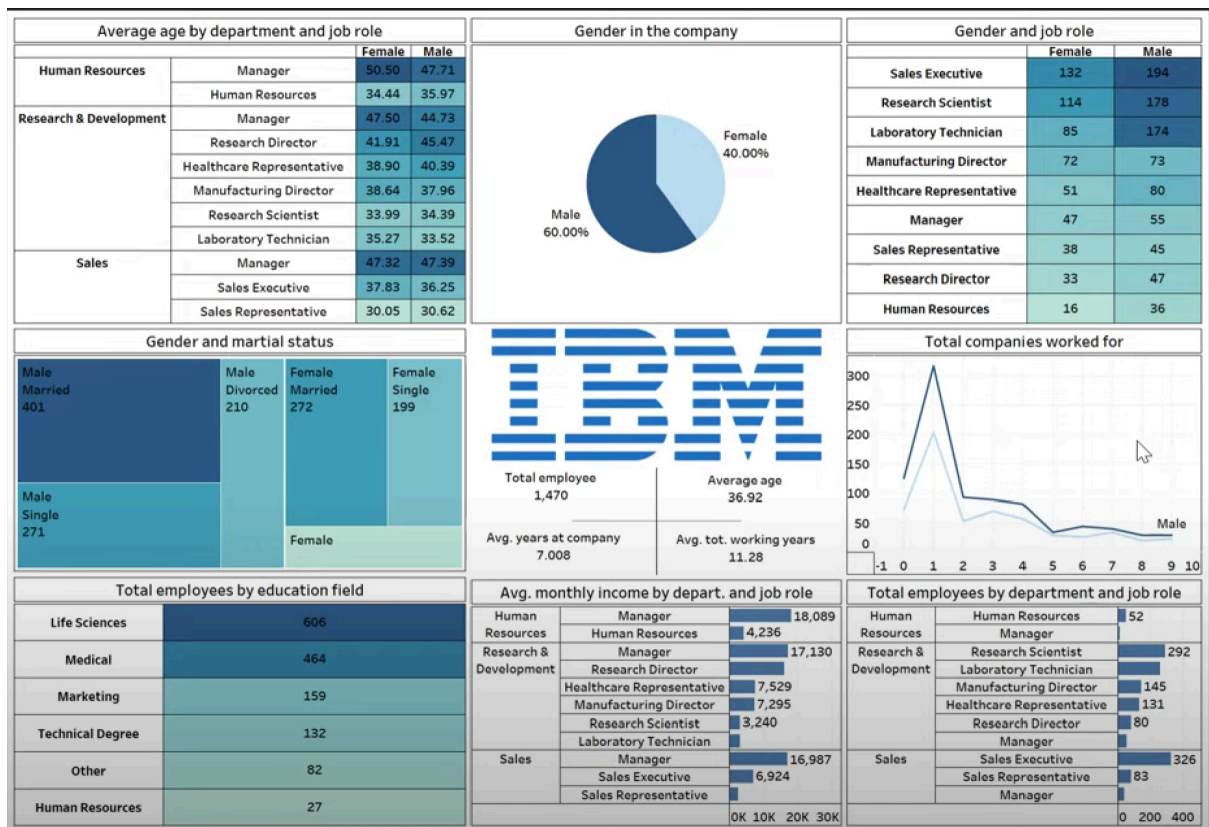 Average age by department and job role
Female Male
Human Resources Manager 50.50 47.71
Human Resources 34.44 35.97
Research & Development Manager 47.50 44.73
Research Director 41.91 45.47
Healthcare Representative 38.90 40.39
Manufacturing Director 38.64 37.96
Research Scientist 33.99 34.39
Laboratory Technician 35.27 33.52
Sales Manager 47.32 47.39
Sales Executive 37.83 36.25
Sales Representative 30.05 30.62
Gender in the company
Female
40.00%
Male
60.00%
Gender and job role
Female Male
Sales Executive 132 194
Research Scientist 114 178
Laboratory Technician 85 174
Manufacturing Director 72 73
Healthcare Representative 51 80
Manager 47 55
Sales Representative 38 45
Research Director 33 47
Human Resources 16 36
Gender and martial status
Male
Married
401
Male
Single
271
Male
Divorced
210
Female
Married
272
Female
Single
199
Female
IBM
Total employee
1,470
Average age
36.92
Avg. years at company
7.008
Avg. tot. working years
11.28
Total companies worked for
300
250
200
150
100
50
0
Male
-1 0 1 2 3 4 5 6 7 8 9 10
Total employees by education field
Life Sciences 606
Medical 464
Marketing 159
Technical Degree 132
Other 82
Human Resources 27
Avg. monthly income by depart. and job role
Human Resources Manager 18,089
Human Resources 4,236
Research & Development Manager 17,130
Research Director
Healthcare Representative 7,529
Manufacturing Director 7,295
Research Scientist 3,240
Laboratory Technician
Sales Manager 16,987
Sales Executive 6,924
Sales Representative
0K 10K 20K 30K
Total employees by department and job role
Human Resources Human Resources 52
Manager
Research & Development Research Scientist 292
Laboratory Technician
Manufacturing Director 145
Healthcare Representative 131
Research Director 80
Manager
Sales Sales Executive 326
Sales Representative 83
Manager
0 200 400